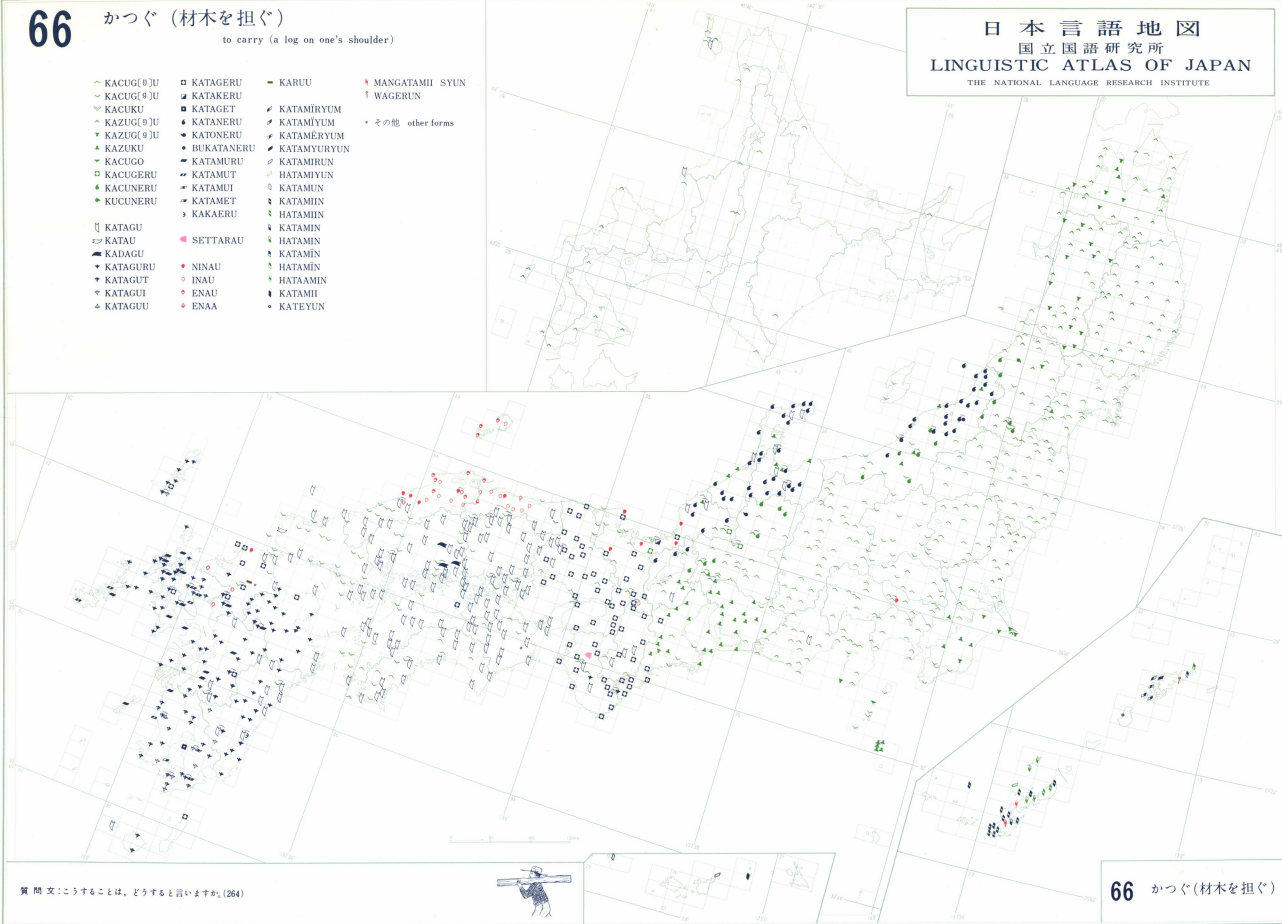 66
かつぐ(材木を担ぐ)
to carry (a log on one's shoulder)
日本言語地図
国立国語研究所
LINGUISTIC ATLAS OF JAPAN
THE NATIONAL LANGUAGE RESEARCH INSTITUTE
KACUG[ŋ]U
KACUG[g]U
KACUKU
KAZUG[ŋ]U
KAZUG[g]U
KAZUKU
KACUGO
KACUGERU
KACUNERU
KUCUNERU
KATAGU
KATAU
KADAGU
KATAGURU
KATAGUT
KATAGUI
KATAGUU
KATAGERU
KATAKERU
KATAGET
KATANERU
KATONERU
BUKATANERU
KATAMURU
KATAMUT
KATAMUI
KATAMET
KAKAERU
SETTARAU
NINAU
INAU
ENAU
ENAA
KARUU
KATAMÏRYUM
KATAMÏYUM
KATAMËRYUM
KATAMYURYUN
KATAMIRUN
HATAMIYUN
KATAMUN
KATAMIIN
HATAMIIN
KATAMIN
HATAMIN
KATAMÏN
HATAMÏN
HATAAMIN
KATAMII
KATEYUN
MANGATAMII SYUN
WAGERUN
その他 other forms
質問文:こうすることは,どうすると言いますか。(264)
66 かつぐ(材木を担ぐ)